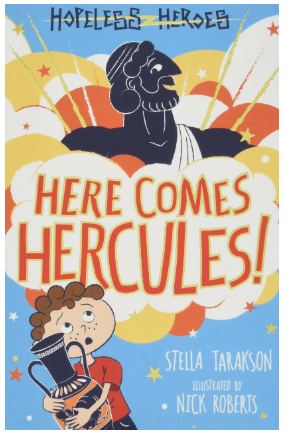 HOPELESS HEROES
HERE COMES
HERCULES!
STELLA TARAKSON
ILLUSTRATED BY
NICK ROBERTS